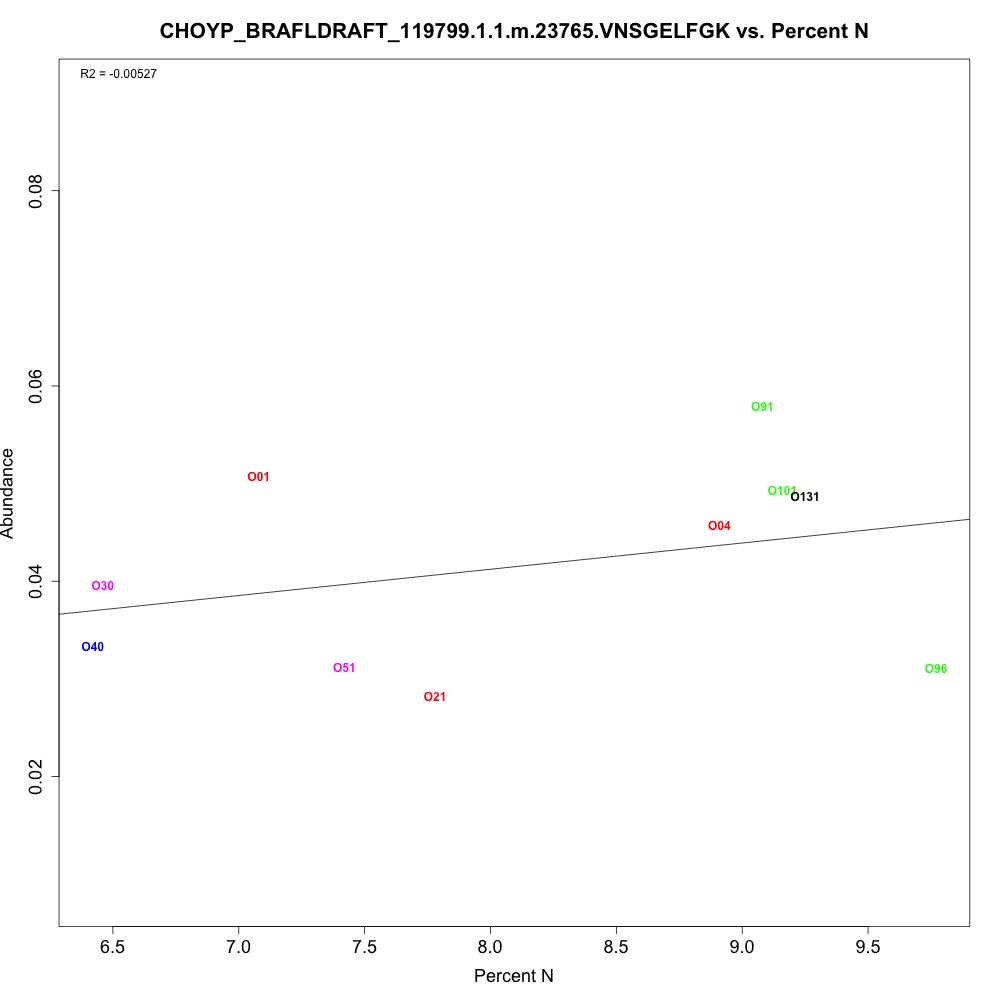 CHOYP_BRAFLDRAFT_119799.1.1.m.23765.VNSGELFGK vs. Percent N
R2 = -0.00527
0.08
0.06
0.04
0.02
Abundance
O91
O01
O101
O131
O04
O30
O40
O51
O96
O21
6.5 7.0 7.5 8.0 8.5 9.0 9.5
Percent N